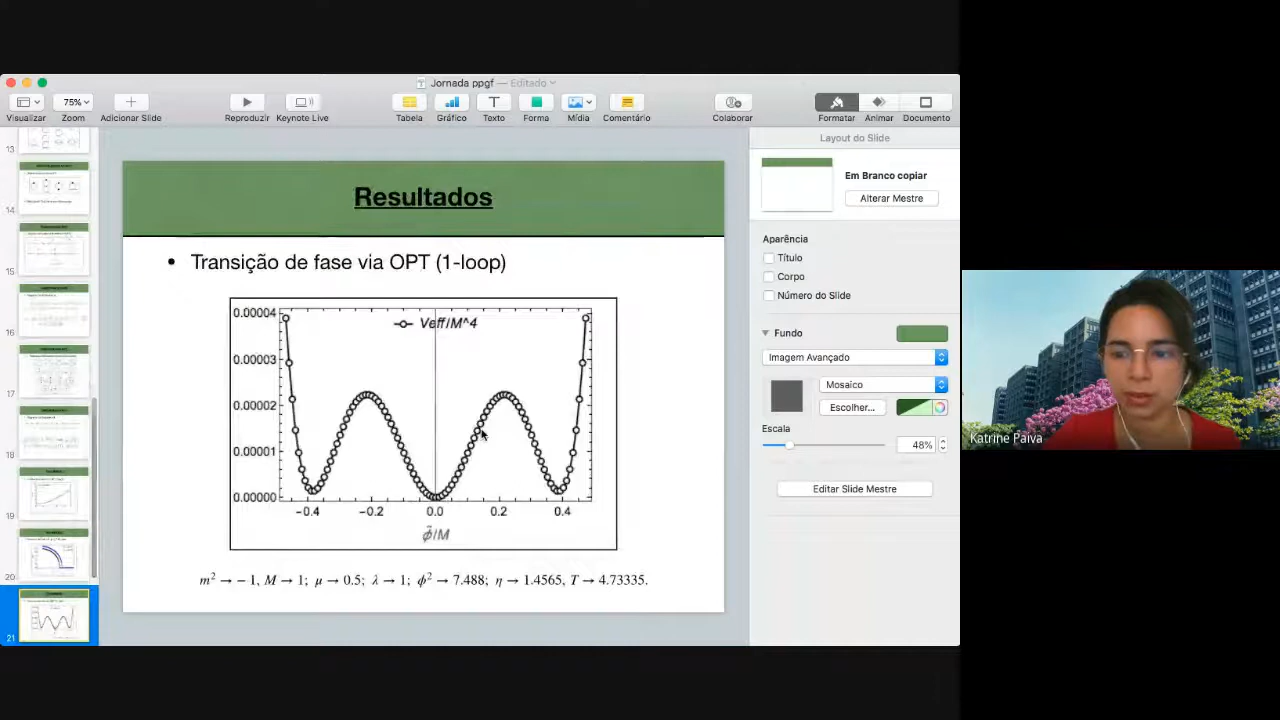 Jornada ppgf — Editado
75%
Visualizar
Zoom
Adicionar Slide
Reproduzir
Keynote Live
Tabela
Gráfico
Texto
Forma
Mídia
Comentário
Colaborar
Formatar
Animar
Documento
13
14
15
16
17
18
19
20
21
Resultados
• Transição de fase via OPT (1-loop)
Veff/M^4
0.00004
0.00003
0.00002
0.00001
0.00000
−0.4 −0.2 0.0 0.2 0.4
ϕ̃/M
m² → − 1, M → 1; μ → 0.5; λ → 1; ϕ² → 7.488; η → 1.4565, T → 4.73335.
Layout do Slide
Em Branco copiar
Alterar Mestre
Aparência
Título
Corpo
Número do Slide
Fundo
Imagem Avançado
Mosaico
Escolher...
Escala
48%
Editar Slide Mestre
Katrine Paiva